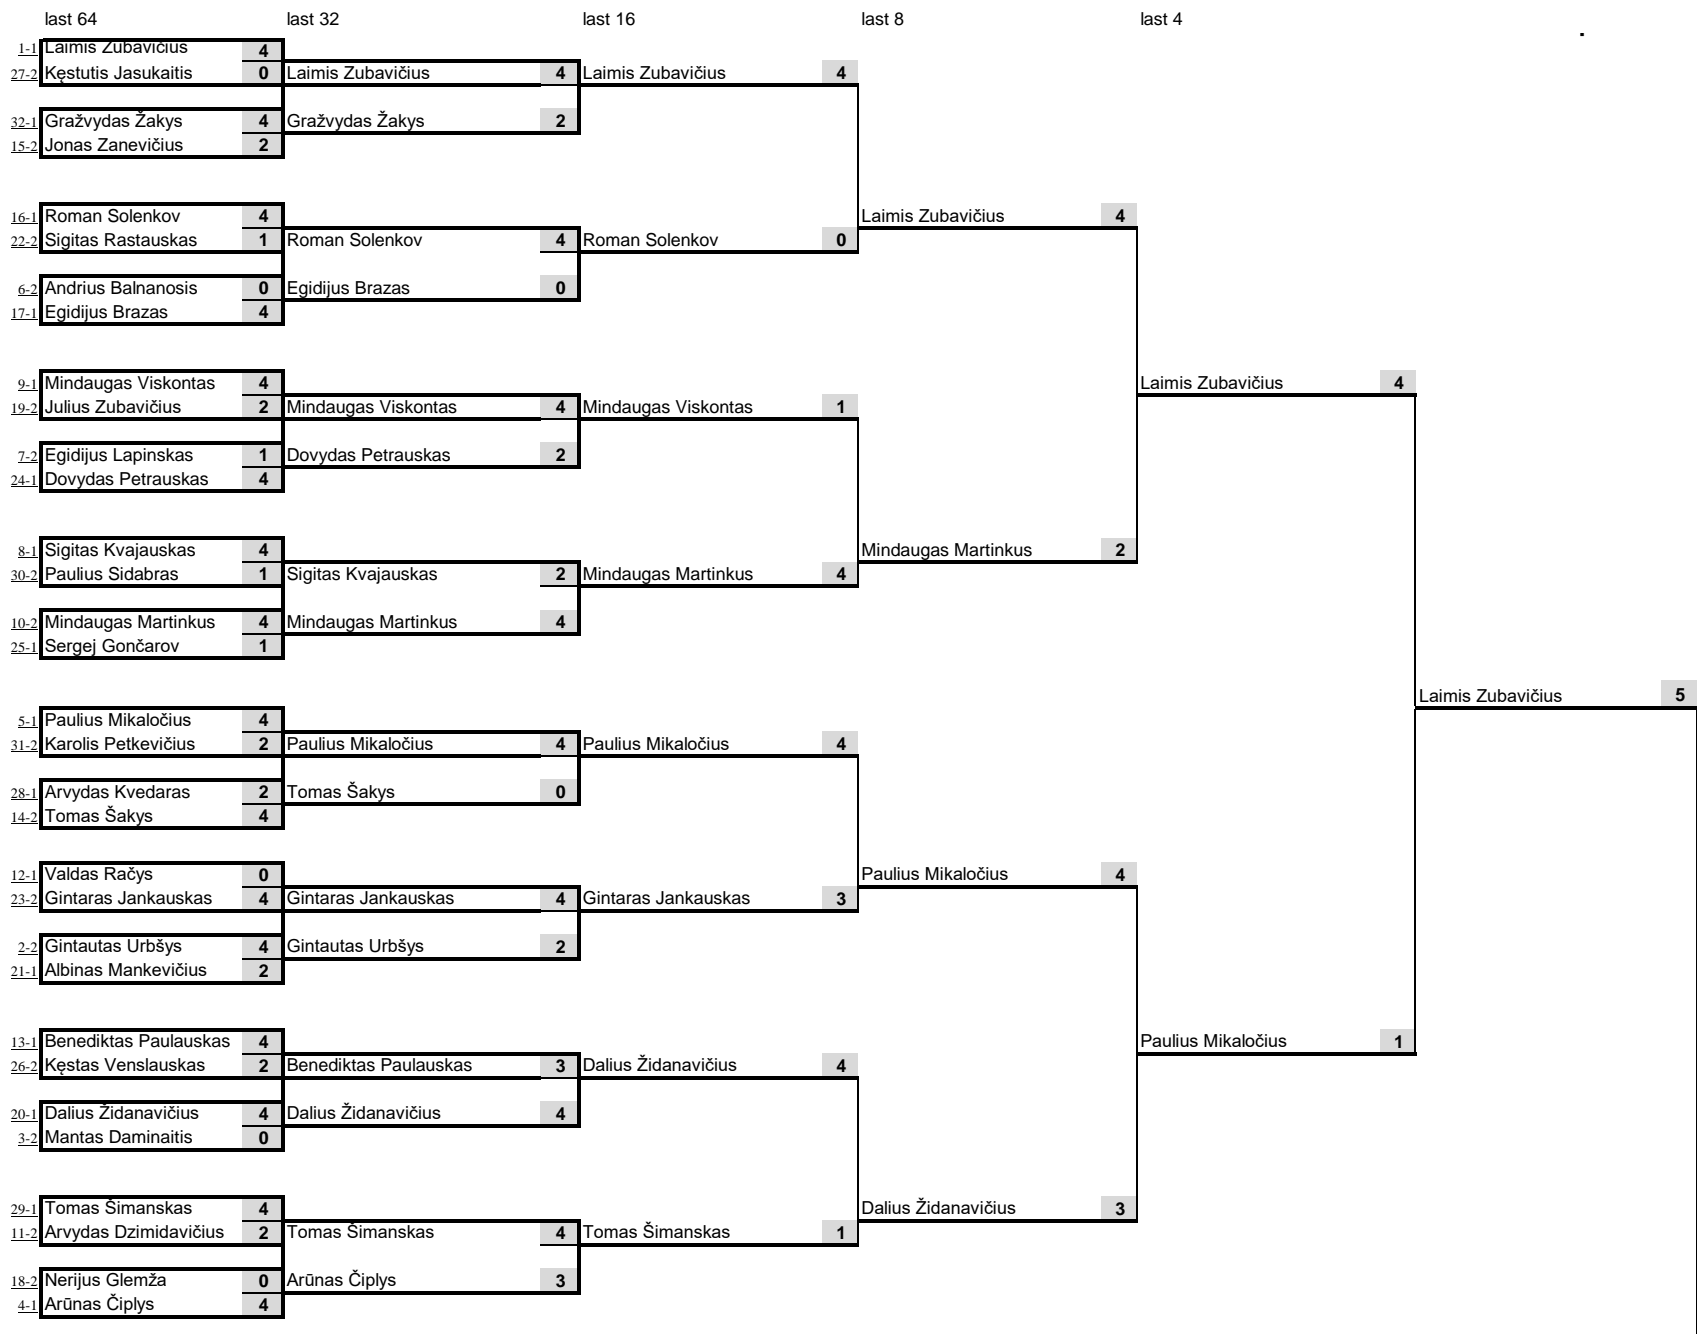 last 64 last 32 last 16 last 8 last 4
1-1 Laimis Zubavičius 4
27-2 Kęstutis Jasukaitis 0 Laimis Zubavičius 4 Laimis Zubavičius 4
32-1 Gražvydas Žakys 4 Gražvydas Žakys 2
15-2 Jonas Zanevičius 2
16-1 Roman Solenkov 4 Laimis Zubavičius 4
22-2 Sigitas Rastauskas 1 Roman Solenkov 4 Roman Solenkov 0
6-2 Andrius Balnanosis 0 Egidijus Brazas 0
17-1 Egidijus Brazas 4
9-1 Mindaugas Viskontas 4 Laimis Zubavičius 4
19-2 Julius Zubavičius 2 Mindaugas Viskontas 4 Mindaugas Viskontas 1
7-2 Egidijus Lapinskas 1 Dovydas Petrauskas 2
24-1 Dovydas Petrauskas 4
8-1 Sigitas Kvajauskas 4 Mindaugas Martinkus 2
30-2 Paulius Sidabras 1 Sigitas Kvajauskas 2 Mindaugas Martinkus 4
10-2 Mindaugas Martinkus 4 Mindaugas Martinkus 4
25-1 Sergej Gončarov 1
Laimis Zubavičius 5
5-1 Paulius Mikaločius 4
31-2 Karolis Petkevičius 2 Paulius Mikaločius 4 Paulius Mikaločius 4
28-1 Arvydas Kvedaras 2 Tomas Šakys 0
14-2 Tomas Šakys 4
12-1 Valdas Račys 0 Paulius Mikaločius 4
23-2 Gintaras Jankauskas 4 Gintaras Jankauskas 4 Gintaras Jankauskas 3
2-2 Gintautas Urbšys 4 Gintautas Urbšys 2
21-1 Albinas Mankevičius 2
13-1 Benediktas Paulauskas 4 Paulius Mikaločius 1
26-2 Kęstas Venslauskas 2 Benediktas Paulauskas 3 Dalius Židanavičius 4
20-1 Dalius Židanavičius 4 Dalius Židanavičius 4
3-2 Mantas Daminaitis 0
29-1 Tomas Šimanskas 4 Dalius Židanavičius 3
11-2 Arvydas Dzimidavičius 2 Tomas Šimanskas 4 Tomas Šimanskas 1
18-2 Nerijus Glemža 0 Arūnas Čiplys 3
4-1 Arūnas Čiplys 4